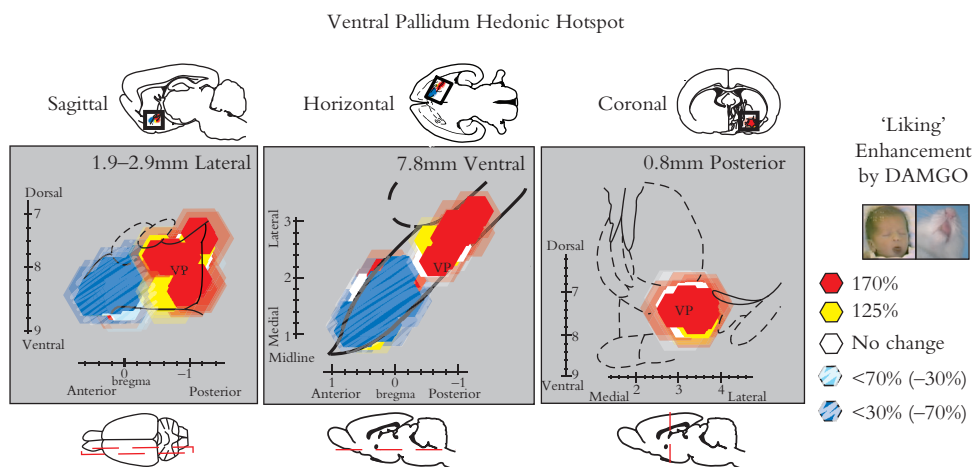 Ventral Pallidum Hedonic Hotspot
Sagittal
Horizontal
Coronal
1.9–2.9mm Lateral
Dorsal
7
8
9
Ventral
VP
0
–1
bregma
Anterior
Posterior
7.8mm Ventral
Lateral
3
2
Medial
1
Midline
VP
1
0
–1
Anterior
bregma
Posterior
0.8mm Posterior
Dorsal
7
8
9
Ventral
VP
2
3
4
Medial
Lateral
‘Liking’
Enhancement
by DAMGO
170%
125%
No change
<70% (–30%)
<30% (–70%)